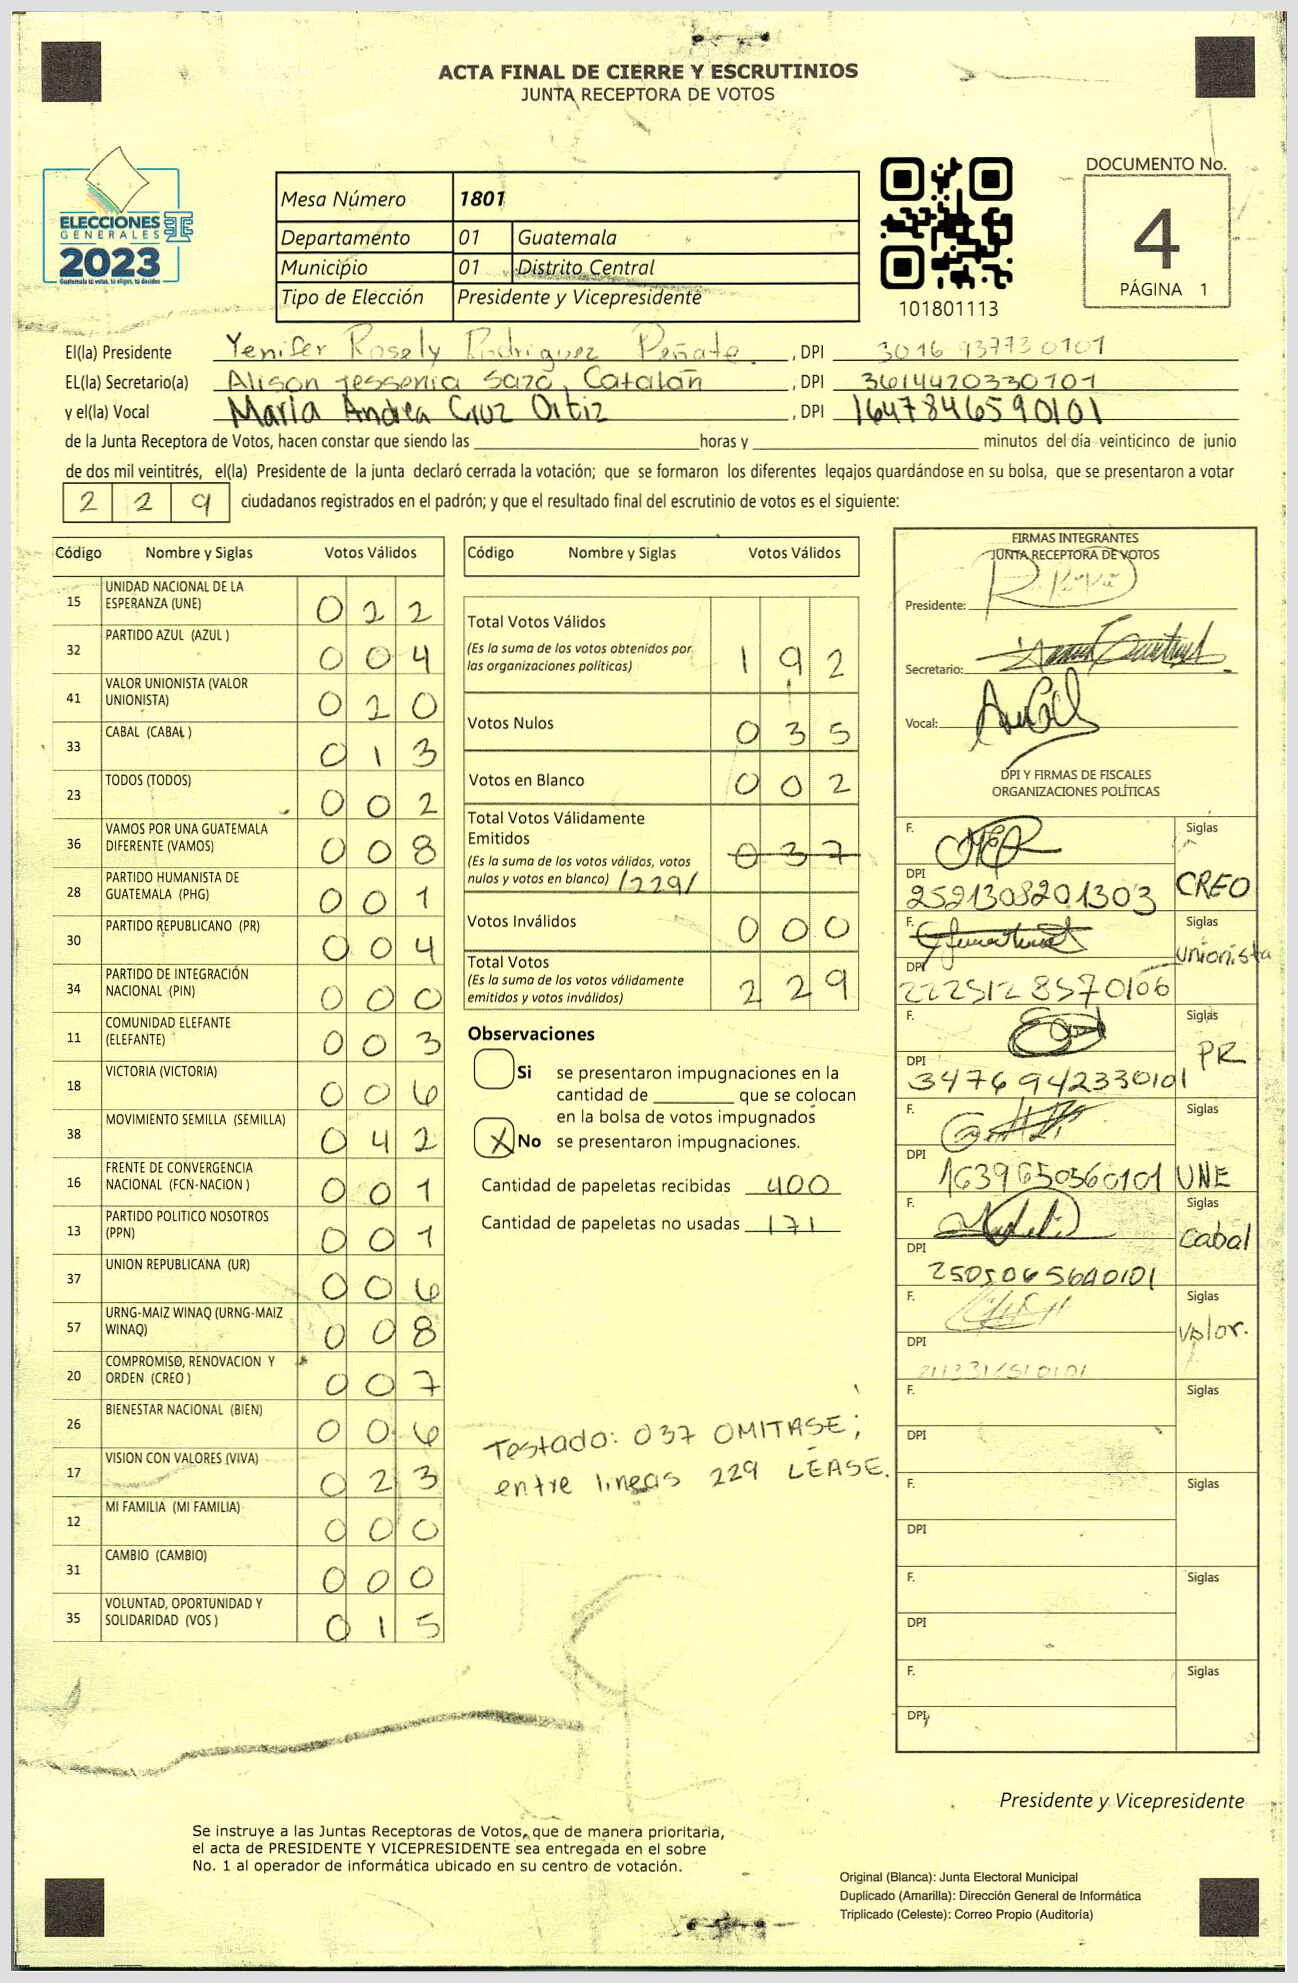 ACTA FINAL DE CIERRE Y ESCRUTINIOS
JUNTA RECEPTORA DE VOTOS
ELECCIONES
GENERALES
2023
Guatemala tú votas, tú eliges, tú decides
Mesa Número 1801
Departamento 01 Guatemala
Municipio 01 Distrito Central
Tipo de Elección Presidente y Vicepresidente
101801113
DOCUMENTO No.
4
PÁGINA 1
El(la) Presidente Yenifer Rosely Rodriguez Peñate. , DPI 3016 937730101
EL(la) Secretario(a) Alison Yessenia Sazo Catalán , DPI 3614420330101
y el(la) Vocal María Andrea Cruz Ortiz , DPI 1647846590101
de la Junta Receptora de Votos, hacen constar que siendo las ____ horas y ____ minutos del día veinticinco de junio
de dos mil veintitrés, el(la) Presidente de la junta declaró cerrada la votación; que se formaron los diferentes legajos quardándose en su bolsa, que se presentaron a votar
2 2 9 ciudadanos registrados en el padrón; y que el resultado final del escrutinio de votos es el siguiente:
Código Nombre y Siglas Votos Válidos
15 UNIDAD NACIONAL DE LA ESPERANZA (UNE) 0 2 2
32 PARTIDO AZUL (AZUL ) 0 0 4
41 VALOR UNIONISTA (VALOR UNIONISTA) 0 2 0
33 CABAL (CABAL ) 0 1 3
23 TODOS (TODOS) 0 0 2
36 VAMOS POR UNA GUATEMALA DIFERENTE (VAMOS) 0 0 8
28 PARTIDO HUMANISTA DE GUATEMALA (PHG) 0 0 1
30 PARTIDO REPUBLICANO (PR) 0 0 4
34 PARTIDO DE INTEGRACIÓN NACIONAL (PIN) 0 0 0
11 COMUNIDAD ELEFANTE (ELEFANTE) 0 0 3
18 VICTORIA (VICTORIA) 0 0 6
38 MOVIMIENTO SEMILLA (SEMILLA) 0 4 2
16 FRENTE DE CONVERGENCIA NACIONAL (FCN-NACION ) 0 0 1
13 PARTIDO POLITICO NOSOTROS (PPN) 0 0 1
37 UNION REPUBLICANA (UR) 0 0 6
57 URNG-MAIZ WINAQ (URNG-MAIZ WINAQ) 0 0 8
20 COMPROMISO, RENOVACION Y ORDEN (CREO ) 0 0 7
26 BIENESTAR NACIONAL (BIEN) 0 0 6
17 VISION CON VALORES (VIVA) 0 2 3
12 MI FAMILIA (MI FAMILIA) 0 0 0
31 CAMBIO (CAMBIO) 0 0 0
35 VOLUNTAD, OPORTUNIDAD Y SOLIDARIDAD (VOS ) 0 1 5
Código Nombre y Siglas Votos Válidos
Total Votos Válidos 1 9 2
(Es la suma de los votos obtenidos por
las organizaciones políticas)
Votos Nulos 0 3 5
Votos en Blanco 0 0 2
Total Votos Válidamente
Emitidos 0 3 7
(Es la suma de los votos válidos, votos
nulos y votos en blanco) /229/
Votos Inválidos 0 0 0
Total Votos 2 2 9
(Es la suma de los votos válidamente
emitidos y votos inválidos)
Observaciones
Si se presentaron impugnaciones en la
cantidad de ____ que se colocan
en la bolsa de votos impugnados
X No se presentaron impugnaciones.
Cantidad de papeletas recibidas 400
Cantidad de papeletas no usadas 171
Testado: 037 OMITASE;
entre lineas 229 LEASE.
FIRMAS INTEGRANTES
JUNTA RECEPTORA DE VOTOS
Presidente:
Secretario:
Vocal:
DPI Y FIRMAS DE FISCALES
ORGANIZACIONES POLÍTICAS
F. Siglas
DPI 2521308201303 CREO
F. Siglas
DPI 2225128570106 Unionista
F. Siglas
DPI 3476942330101 PR
F. Siglas
DPI 1639650560101 UNE
F. Siglas
DPI 2505065640101 Cabal
F. Siglas
DPI Valor.
F. Siglas
DPI
F. Siglas
DPI
F. Siglas
DPI
F. Siglas
DPI
Presidente y Vicepresidente
Se instruye a las Juntas Receptoras de Votos, que de manera prioritaria,
el acta de PRESIDENTE Y VICEPRESIDENTE sea entregada en el sobre
No. 1 al operador de informática ubicado en su centro de votación.
Original (Blanca): Junta Electoral Municipal
Duplicado (Amarilla): Dirección General de Informática
Triplicado (Celeste): Correo Propio (Auditoría)